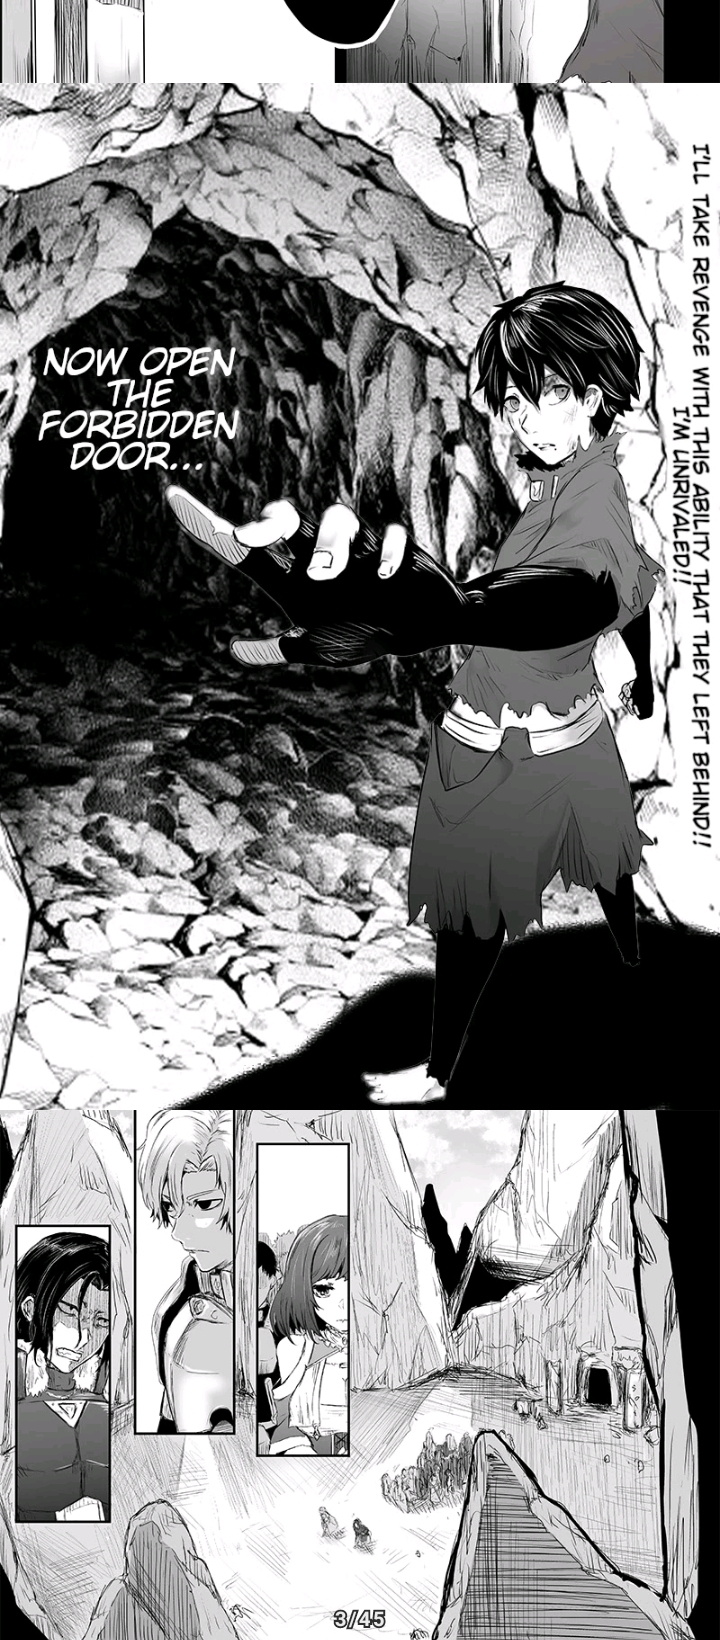 I'LL TAKE REVENGE WITH THIS ABILITY THAT THEY LEFT BEHIND!!
I'M UNRIVALED!!
NOW OPEN
THE
FORBIDDEN
DOOR...
3/45